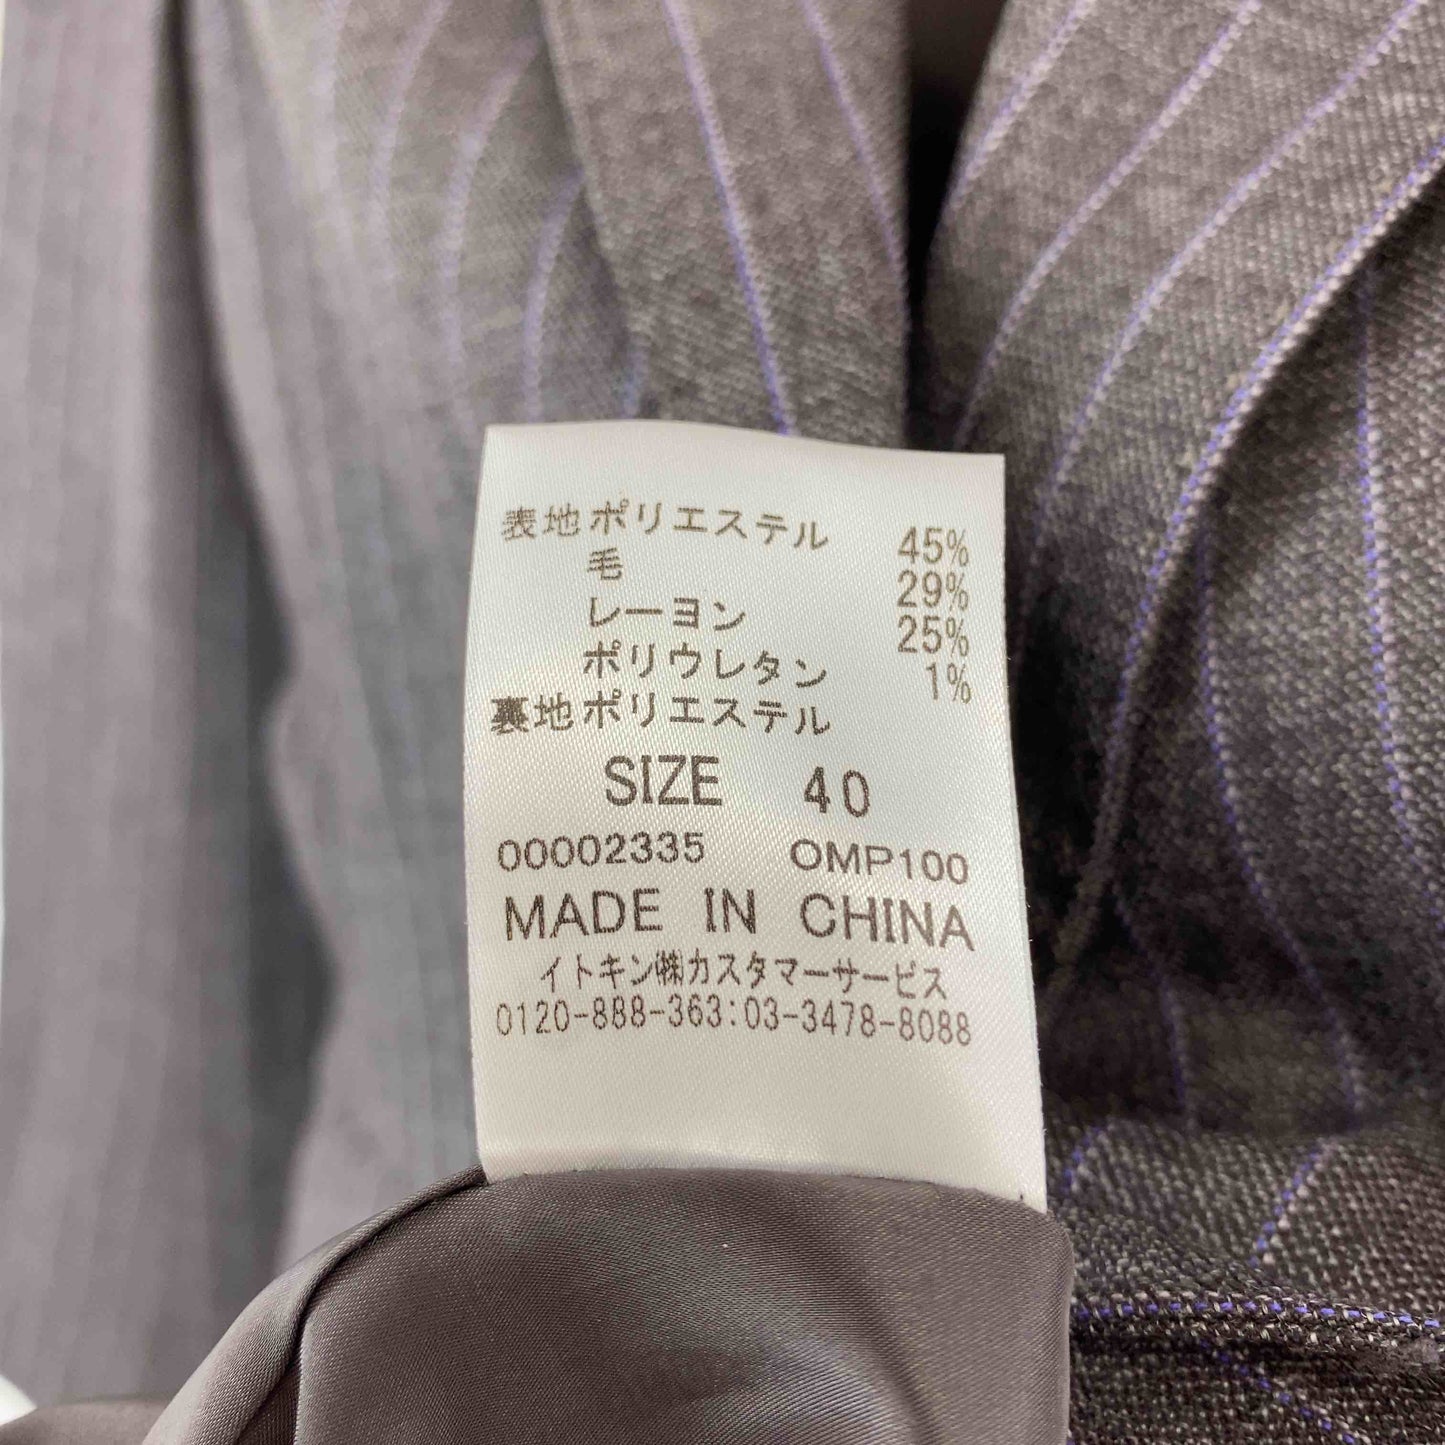 表地ポリエステル 45%
毛 29%
レーヨン 25%
ポリウレタン 1%
裏地ポリエステル
SIZE 40
00002335 OMP100
MADE IN CHINA
イトキン㈱カスタマーサービス
0120-888-363:03-3478-8088